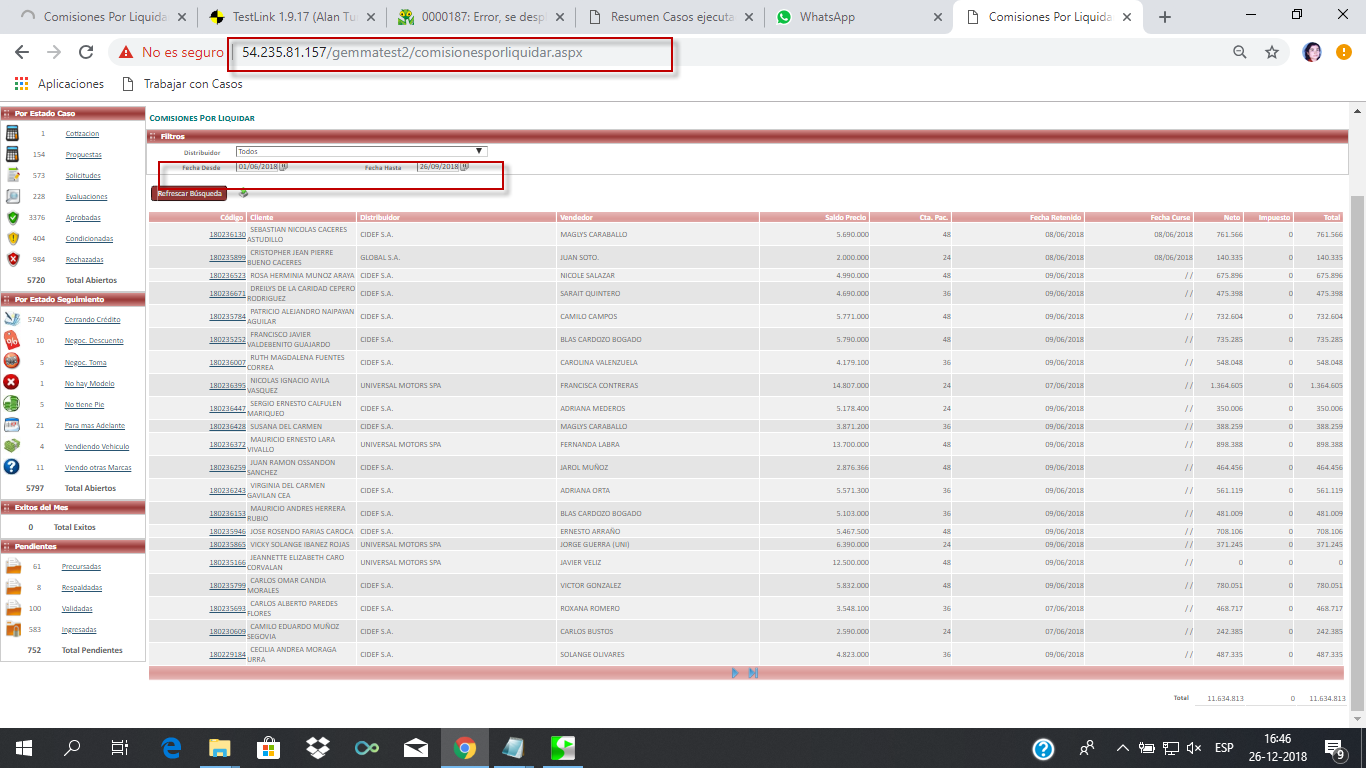 Comisiones Por Liquida
TestLink 1.9.17 (Alan Tu
0000187: Error, se despl
Resumen Casos ejecuta
WhatsApp
Comisiones Por Liquida
No es seguro
54.235.81.157/gemmatest2/comisionesporliquidar.aspx
Aplicaciones
Trabajar con Casos
Por Estado Caso
1 Cotizacion
154 Propuestas
573 Solicitudes
228 Evaluaciones
3376 Aprobadas
404 Condicionadas
984 Rechazadas
5720 Total Abiertos
Por Estado Seguimiento
5740 Cerrando Crédito
10 Negoc. Descuento
5 Negoc. Toma
1 No hay Modelo
5 No tiene Pie
21 Para mas Adelante
4 Vendiendo Vehiculo
11 Viendo otras Marcas
5797 Total Abiertos
Exitos del Mes
0 Total Exitos
Pendientes
61 Precursadas
8 Respaldadas
100 Validadas
583 Ingresadas
752 Total Pendientes
Comisiones Por Liquidar
Filtros
Distribuidor Todos
Fecha Desde 01/06/2018 Fecha Hasta 26/09/2018
Refrescar Búsqueda
Código Cliente Distribuidor Vendedor Saldo Precio Cta. Pac. Fecha Retenido Fecha Curse Neto Impuesto Total
180236130 SEBASTIAN NICOLAS CACERES ASTUDILLO CIDEF S.A. MAGLYS CARABALLO 5.690.000 48 08/06/2018 08/06/2018 761.566 0 761.566
180235899 CRISTOPHER JEAN PIERRE BUENO CACERES GLOBAL S.A. JUAN SOTO. 2.000.000 24 08/06/2018 08/06/2018 140.335 0 140.335
180236523 ROSA HERMINIA MUNOZ ARAYA CIDEF S.A. NICOLE SALAZAR 4.990.000 48 09/06/2018 / / 675.896 0 675.896
180236671 DREILYS DE LA CARIDAD CEPERO RODRIGUEZ CIDEF S.A. SARAIT QUINTERO 4.690.000 36 09/06/2018 / / 475.398 0 475.398
180235784 PATRICIO ALEJANDRO NAIPAYAN AGUILAR CIDEF S.A. CAMILO CAMPOS 5.771.000 48 09/06/2018 / / 732.604 0 732.604
180235252 FRANCISCO JAVIER VALDEBENITO GUAJARDO CIDEF S.A. BLAS CARDOZO BOGADO 5.790.000 48 09/06/2018 / / 735.285 0 735.285
180236007 RUTH MAGDALENA FUENTES CORREA CIDEF S.A. CAROLINA VALENZUELA 4.179.100 36 09/06/2018 / / 548.048 0 548.048
180236395 NICOLAS IGNACIO AVILA VASQUEZ UNIVERSAL MOTORS SPA FRANCISCA CONTRERAS 14.807.000 24 07/06/2018 / / 1.364.605 0 1.364.605
180236447 SERGIO ERNESTO CALFULEN MARIQUEO CIDEF S.A. ADRIANA MEDEROS 5.178.400 24 09/06/2018 / / 350.006 0 350.006
180236428 SUSANA DEL CARMEN CIDEF S.A. MAGLYS CARABALLO 3.871.200 36 09/06/2018 / / 388.259 0 388.259
180236372 MAURICIO ERNESTO LARA VIVALLO UNIVERSAL MOTORS SPA FERNANDA LABRA 13.700.000 48 09/06/2018 / / 898.388 0 898.388
180236259 JUAN RAMON OSSANDON SANCHEZ CIDEF S.A. JAROL MUÑOZ 2.876.366 48 09/06/2018 / / 464.456 0 464.456
180236243 VIRGINIA DEL CARMEN GAVILAN CEA CIDEF S.A. ADRIANA ORTA 5.571.300 36 09/06/2018 / / 561.119 0 561.119
180236153 MAURICIO ANDRES HERRERA RUBIO CIDEF S.A. BLAS CARDOZO BOGADO 5.103.000 36 09/06/2018 / / 481.009 0 481.009
180235946 JOSE ROSENDO FARIAS CAROCA CIDEF S.A. ERNESTO ARRAÑO 5.467.500 48 09/06/2018 / / 708.106 0 708.106
180235865 VICKY SOLANGE IBANEZ ROJAS UNIVERSAL MOTORS SPA JORGE GUERRA (UNI) 6.390.000 24 09/06/2018 / / 371.245 0 371.245
180235166 JEANNETTE ELIZABETH CARO CORVALAN UNIVERSAL MOTORS SPA JAVIER VELIZ 12.500.000 48 09/06/2018 / / 0 0 0
180235799 CARLOS OMAR CANDIA MORALES CIDEF S.A. VICTOR GONZALEZ 5.832.000 48 09/06/2018 / / 780.051 0 780.051
180235693 CARLOS ALBERTO PAREDES FLORES CIDEF S.A. ROXANA ROMERO 3.548.100 36 07/06/2018 / / 468.717 0 468.717
180230609 CAMILO EDUARDO MUÑOZ SEGOVIA CIDEF S.A. CARLOS BUSTOS 2.590.000 24 07/06/2018 / / 242.385 0 242.385
180229184 CECILIA ANDREA MORAGA URRA CIDEF S.A. SOLANGE OLIVARES 4.823.000 36 09/06/2018 / / 487.335 0 487.335
Total 11.634.813 0 11.634.813
ESP
16:46
26-12-2018
9